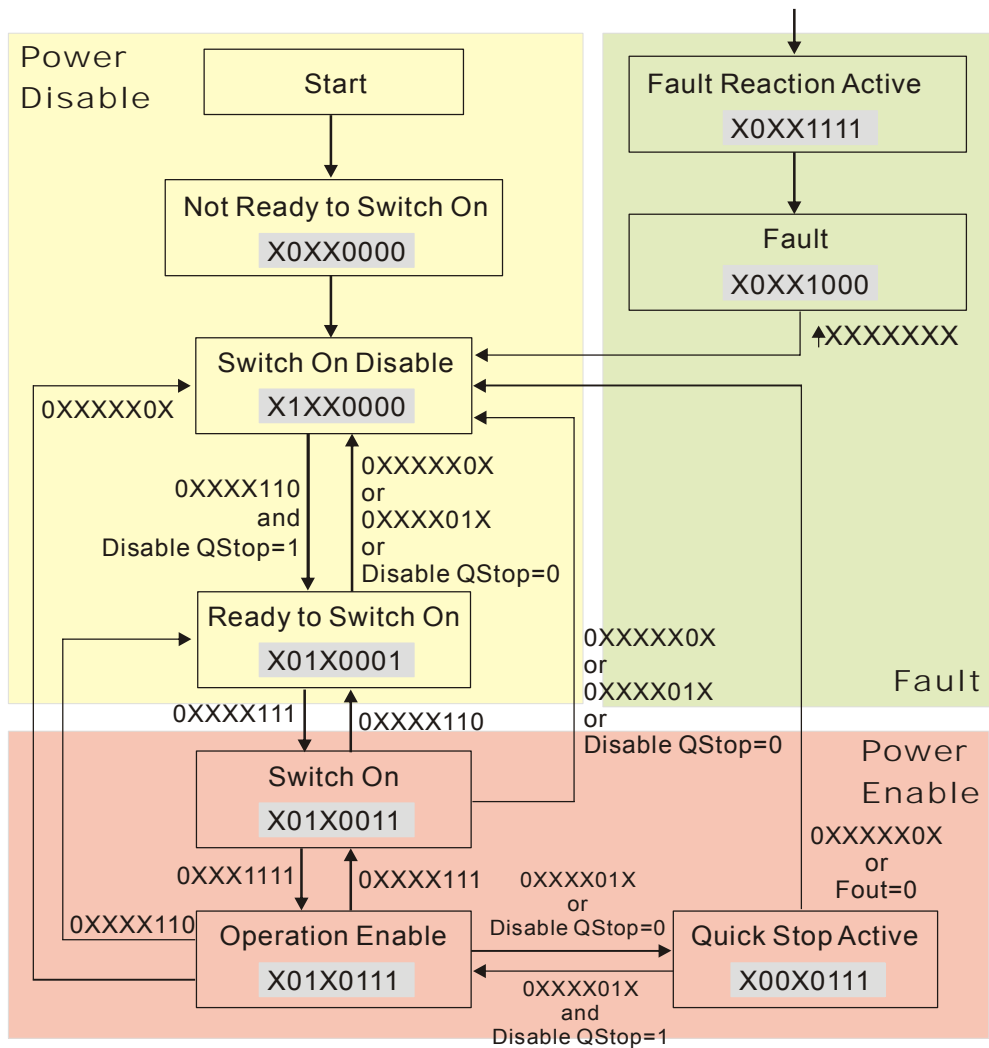 Power
Disable
Start
Not Ready to Switch On
X0XX0000
Switch On Disable
X1XX0000
0XXXXX0X
0XXXX110
and
Disable QStop=1
0XXXXX0X
or
0XXXX01X
or
Disable QStop=0
Ready to Switch On
X01X0001
0XXXX111
0XXXX110
Fault Reaction Active
X0XX1111
Fault
X0XX1000
XXXXXXX
Fault
0XXXXX0X
or
0XXXX01X
or
Disable QStop=0
Power
Enable
Switch On
X01X0011
0XXX1111
0XXXX111
0XXXX110
Operation Enable
X01X0111
0XXXX01X
or
Disable QStop=0
0XXXX01X
and
Disable QStop=1
0XXXXX0X
or
Fout=0
Quick Stop Active
X00X0111